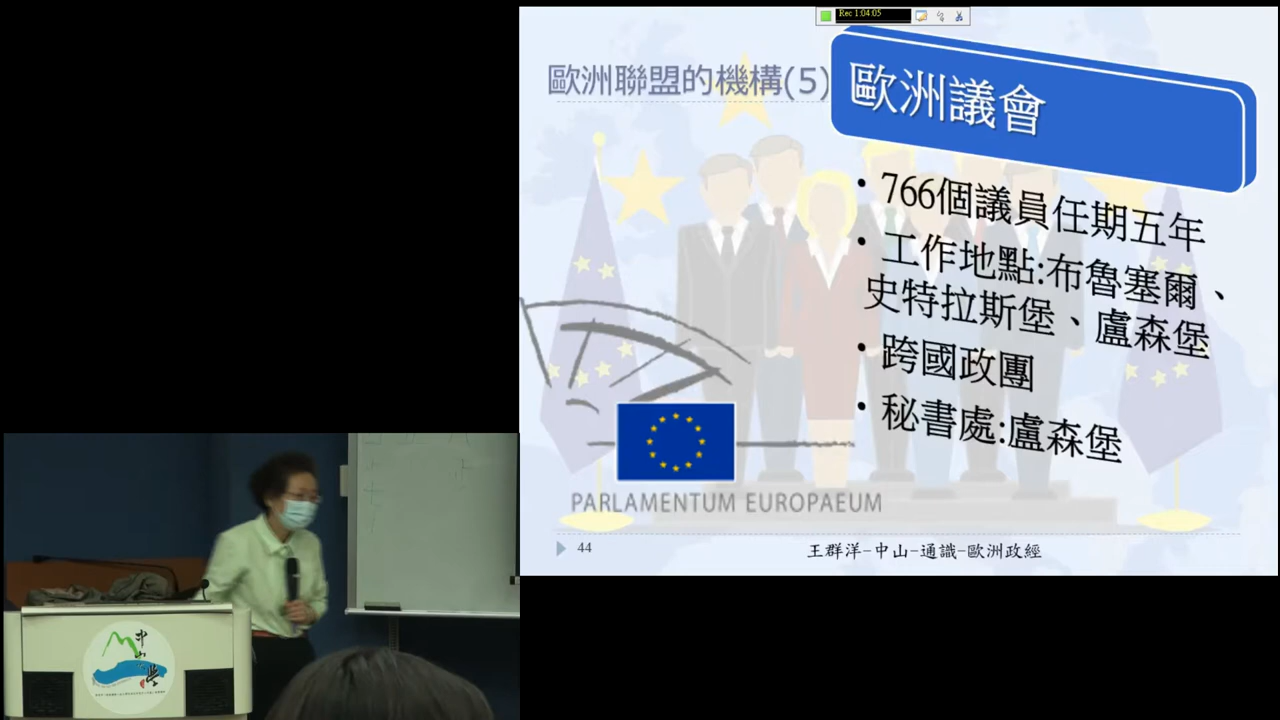 Rec 1:04:05
歐洲聯盟的機構(5)
歐洲議會
• 766個議員任期五年
• 工作地點:布魯塞爾、
史特拉斯堡、盧森堡
• 跨國政團
• 秘書處:盧森堡
PARLAMENTUM EUROPAEUM
44
王群洋-中山-通識-歐洲政經
中山